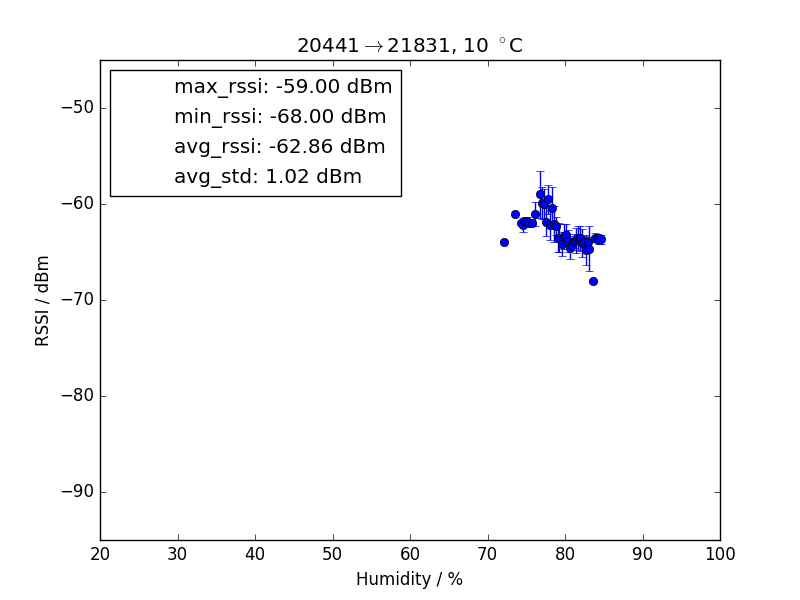 20441→21831, 10 °C
max_rssi: -59.00 dBm
min_rssi: -68.00 dBm
avg_rssi: -62.86 dBm
avg_std: 1.02 dBm
−50
−60
−70
−80
−90
RSSI / dBm
20 30 40 50 60 70 80 90 100
Humidity / %